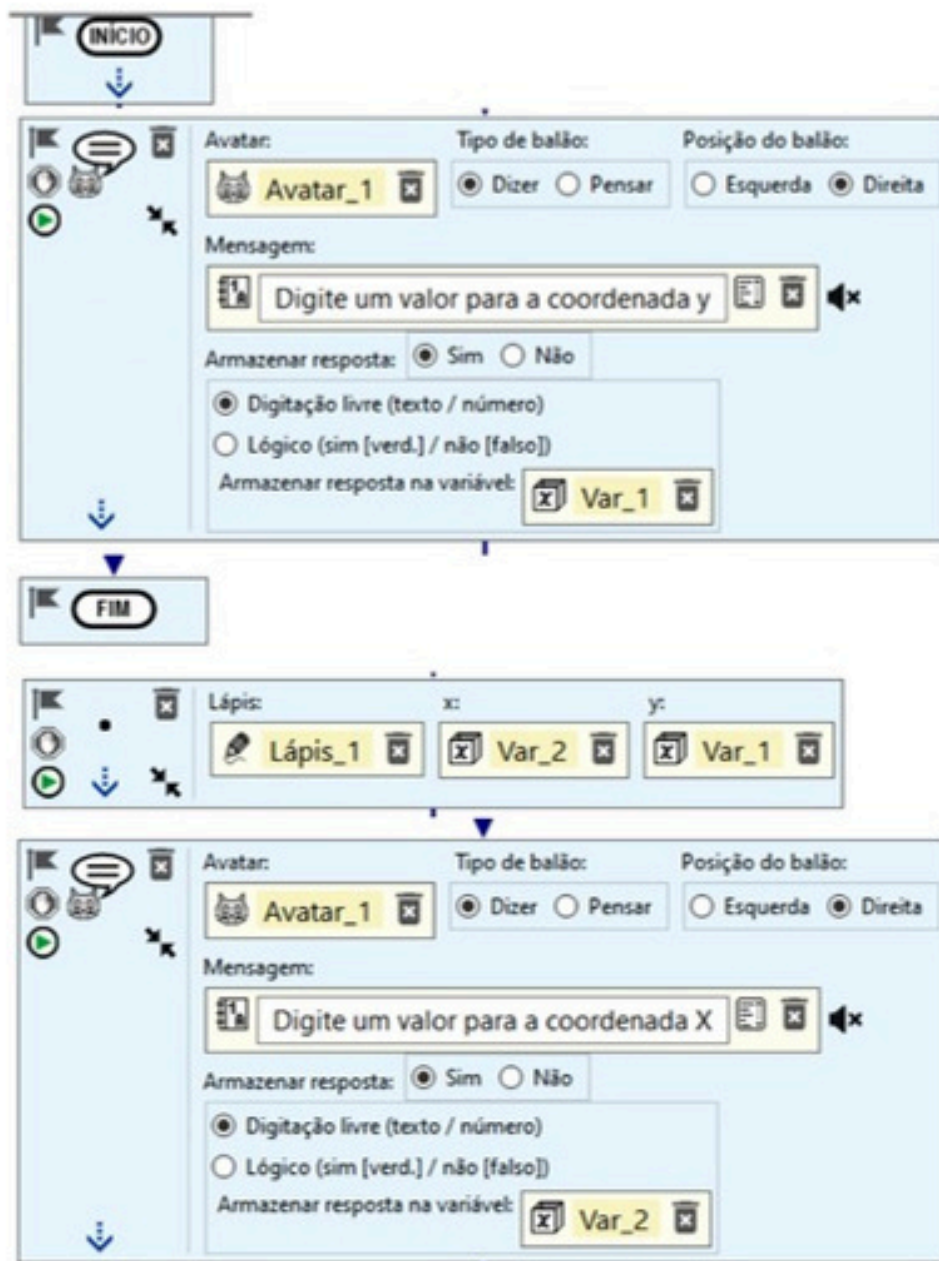 INÍCIO
Avatar: Tipo de balão: Posição do balão:
Avatar_1 Dizer Pensar Esquerda Direita
Mensagem:
Digite um valor para a coordenada y
Armazenar resposta: Sim Não
Digitação livre (texto / número)
Lógico (sim [verd.] / não [falso])
Armazenar resposta na variável: Var_1
FIM
Lápis: x: y:
Lápis_1 Var_2 Var_1
Avatar: Tipo de balão: Posição do balão:
Avatar_1 Dizer Pensar Esquerda Direita
Mensagem:
Digite um valor para a coordenada X
Armazenar resposta: Sim Não
Digitação livre (texto / número)
Lógico (sim [verd.] / não [falso])
Armazenar resposta na variável: Var_2